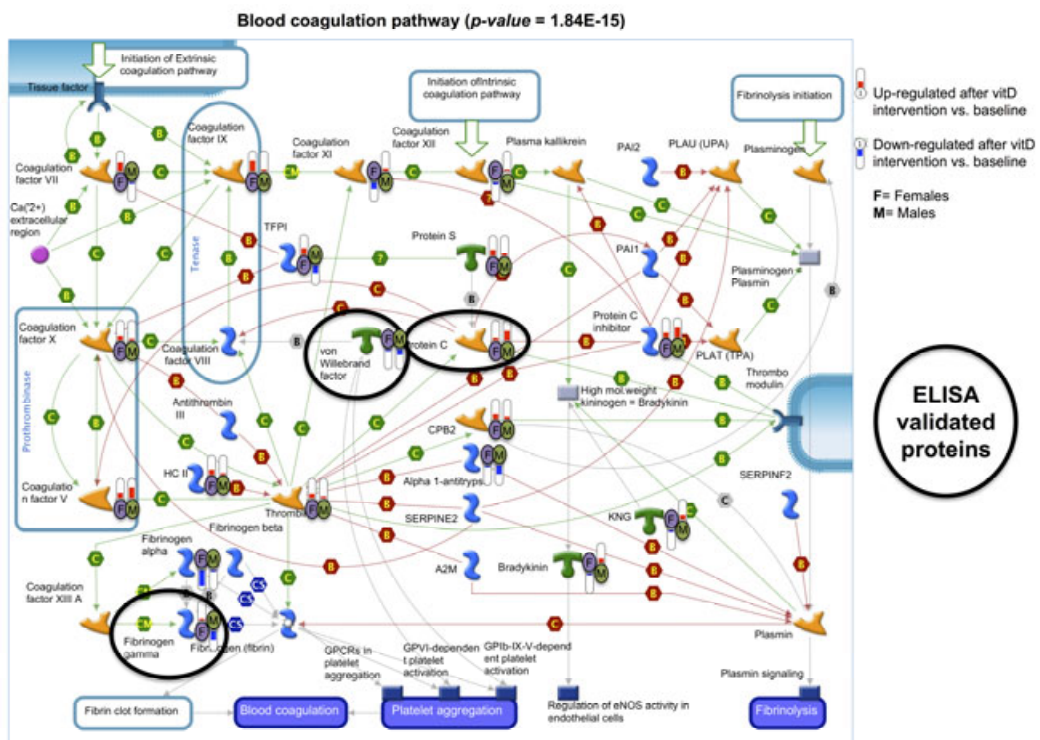 Blood coagulation pathway (p-value = 1.84E-15)
Initiation of Extrinsic
coagulation pathway
Tissue factor
Initiation ofIntrinsic
coagulation pathway
Fibrinolysis initiation
Up-regulated after vitD
intervention vs. baseline
Down-regulated after vitD
intervention vs. baseline
F= Females
M= Males
Coagulation
factor IX
Coagulation
factor XI
Coagulation
factor XII
Plasma kallikrein
PAI2
PLAU (UPA)
Plasminogen
Coagulation
factor VII
Ca('2+)
extracellular
region
Tenase
TFPI
Protein S
PAI1
Plasminogen
Plasmin
Coagulation
factor X
Coagulation
factor VIII
von
Willebrand
factor
Protein C
Protein C
inhibitor
PLAT (TPA)
Thrombo
modulin
Prothrombinase
Antithrombin
III
High mol.weight
kininogen = Bradykinin
CPB2
ELISA
validated
proteins
HC II
Alpha 1-antitryps
SERPINF2
Coagulatio
n factor V
Thrombi
SERPINE2
KNG
Fibrinogen beta
Fibrinogen
alpha
A2M
Bradykinin
Coagulation
factor XIII A
Fibrinogen
gamma
Fibrinogen (fibrin)
Plasmin
GPCRs in
platelet
aggregation
GPVI-dependen
t platelet
activation
GPIb-IX-V-depend
ent platelet
activation
Plasmin signaling
Fibrin clot formation
Blood coagulation
Platelet aggregation
Regulation of eNOS activity in
endothelial cells
Fibrinolysis